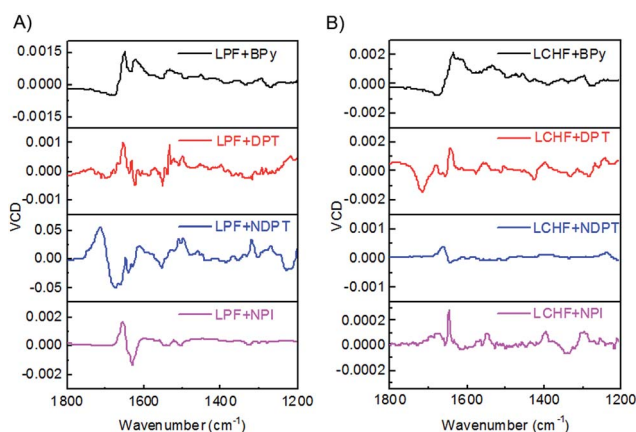 A)
B)
0.0015
0.0000
-0.0015
LPF+BPy
0.001
0.000
-0.001
LPF+DPT
0.05
0.00
-0.05
LPF+NDPT
0.002
0.000
-0.002
LPF+NPI
VCD
1800 1600 1400 1200
Wavenumber (cm⁻¹)
0.002
0.000
-0.002
LCHF+BPy
0.002
0.000
-0.002
LCHF+DPT
0.001
0.000
-0.001
LCHF+NDPT
0.0002
0.0000
-0.0002
LCHF+NPI
VCD
1800 1600 1400 1200
Wavenumber (cm⁻¹)